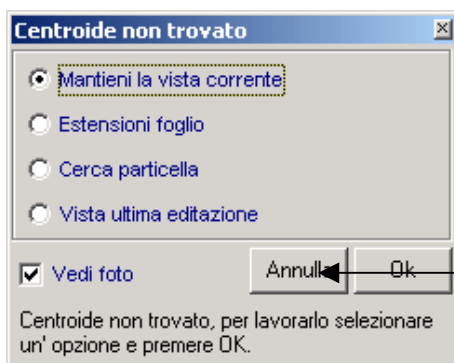 Centroide non trovato
Mantieni la vista corrente
Estensioni foglio
Cerca particella
Vista ultima editazione
Vedi foto
Annulla
Ok
Centroide non trovato, per lavorarlo selezionare
un' opzione e premere OK.